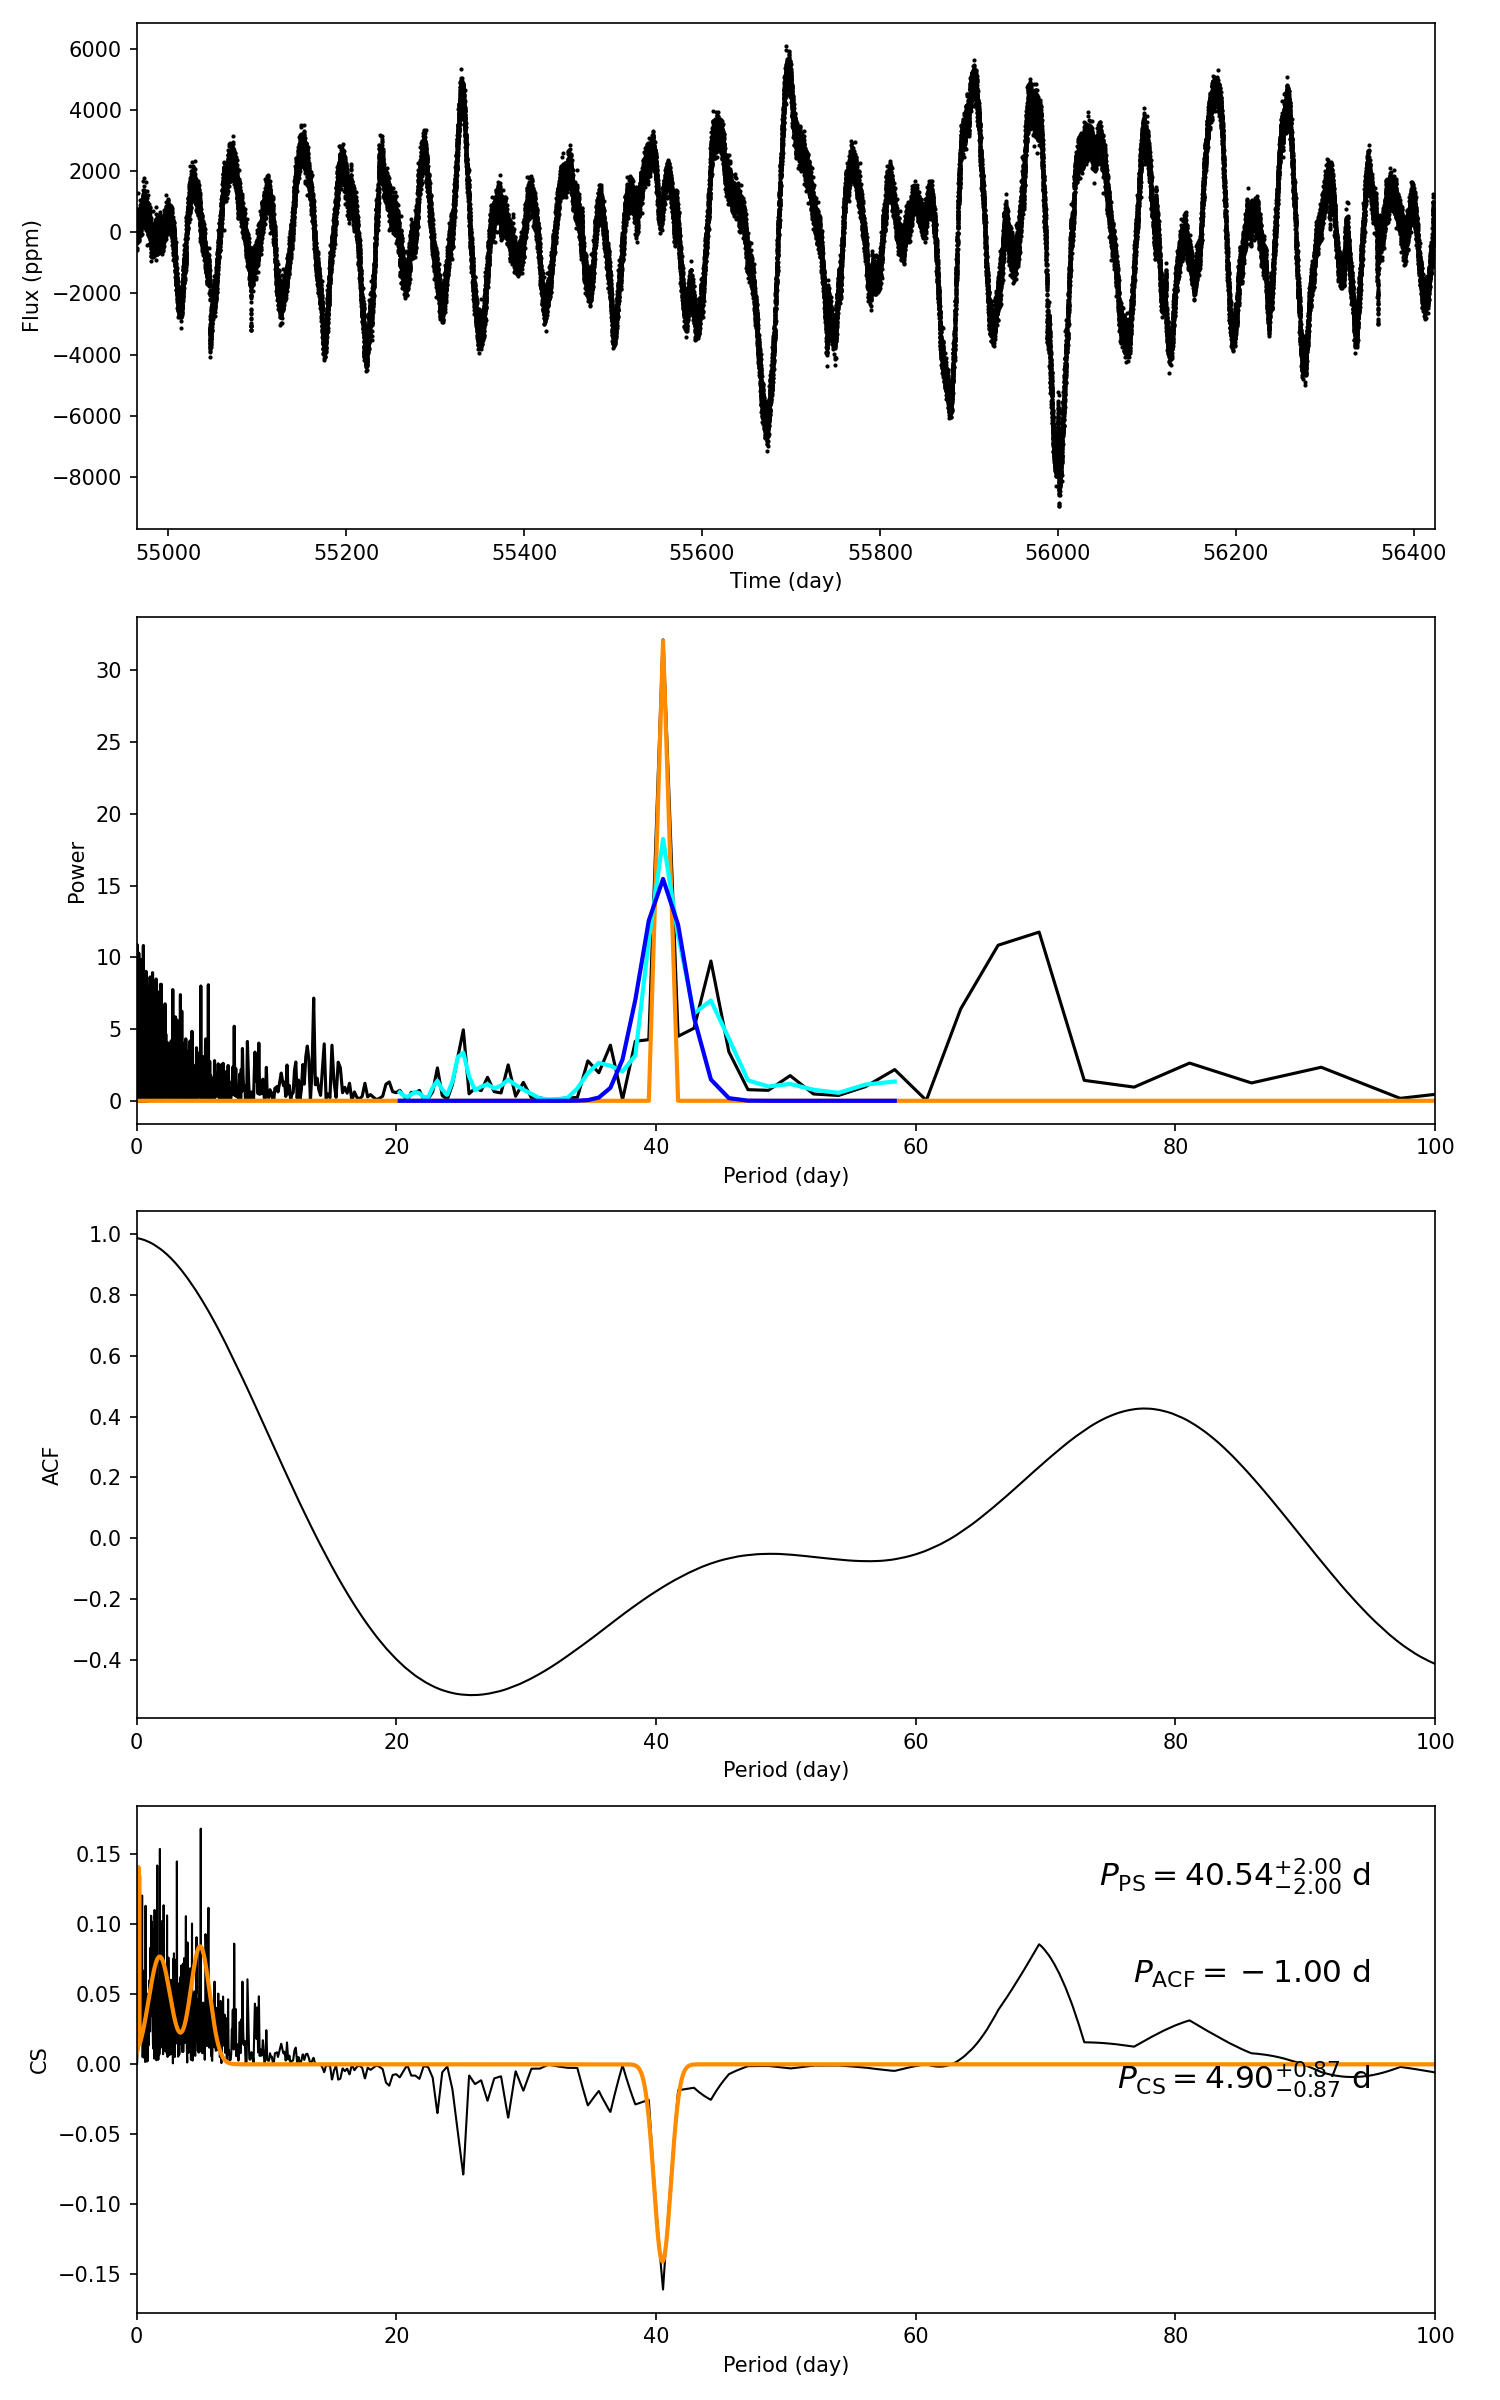 6000
4000
2000
0
−2000
−4000
−6000
−8000
Flux (ppm)
55000 55200 55400 55600 55800 56000 56200 56400
Time (day)
30
25
20
15
10
5
0
Power
0 20 40 60 80 100
Period (day)
1.0
0.8
0.6
0.4
0.2
0.0
−0.2
−0.4
ACF
0 20 40 60 80 100
Period (day)
0.15
0.10
0.05
0.00
−0.05
−0.10
−0.15
CS
P_PS = 40.54^{+2.00}_{−2.00} d
P_ACF = −1.00 d
P_CS = 4.90^{+0.87}_{−0.87} d
0 20 40 60 80 100
Period (day)